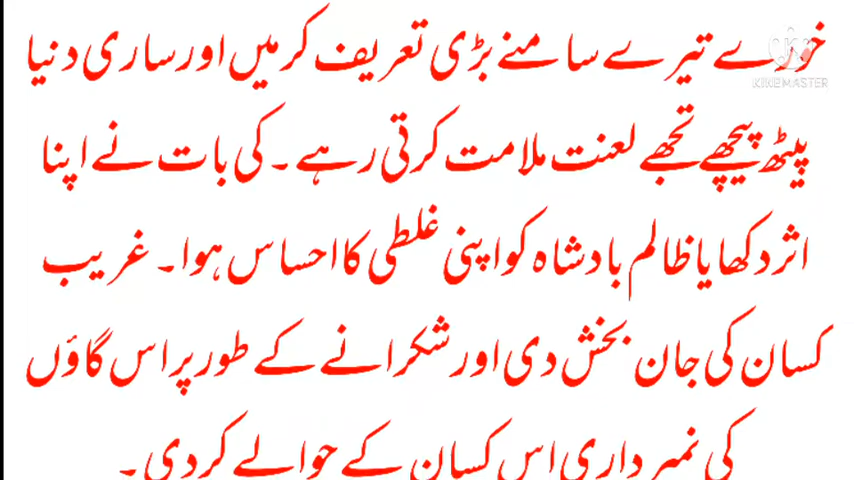 تیرے سامنے بڑی تعریف کرمیں اور ساری دنیا
پیٹھ پیچھے تجھے لعنت ملامت کرتی رہے ۔ کی بات نے اپنا
اثر دکھایا ظالم بادشاہ کو اپنی غلطی کا احساس ہوا ۔ غریب
کسان کی جان بخش دی اور شکرانے کے طور پر اس گاؤں
کی نمبرداری اس کسان کے حوالے کر دی ۔
KINEMASTER